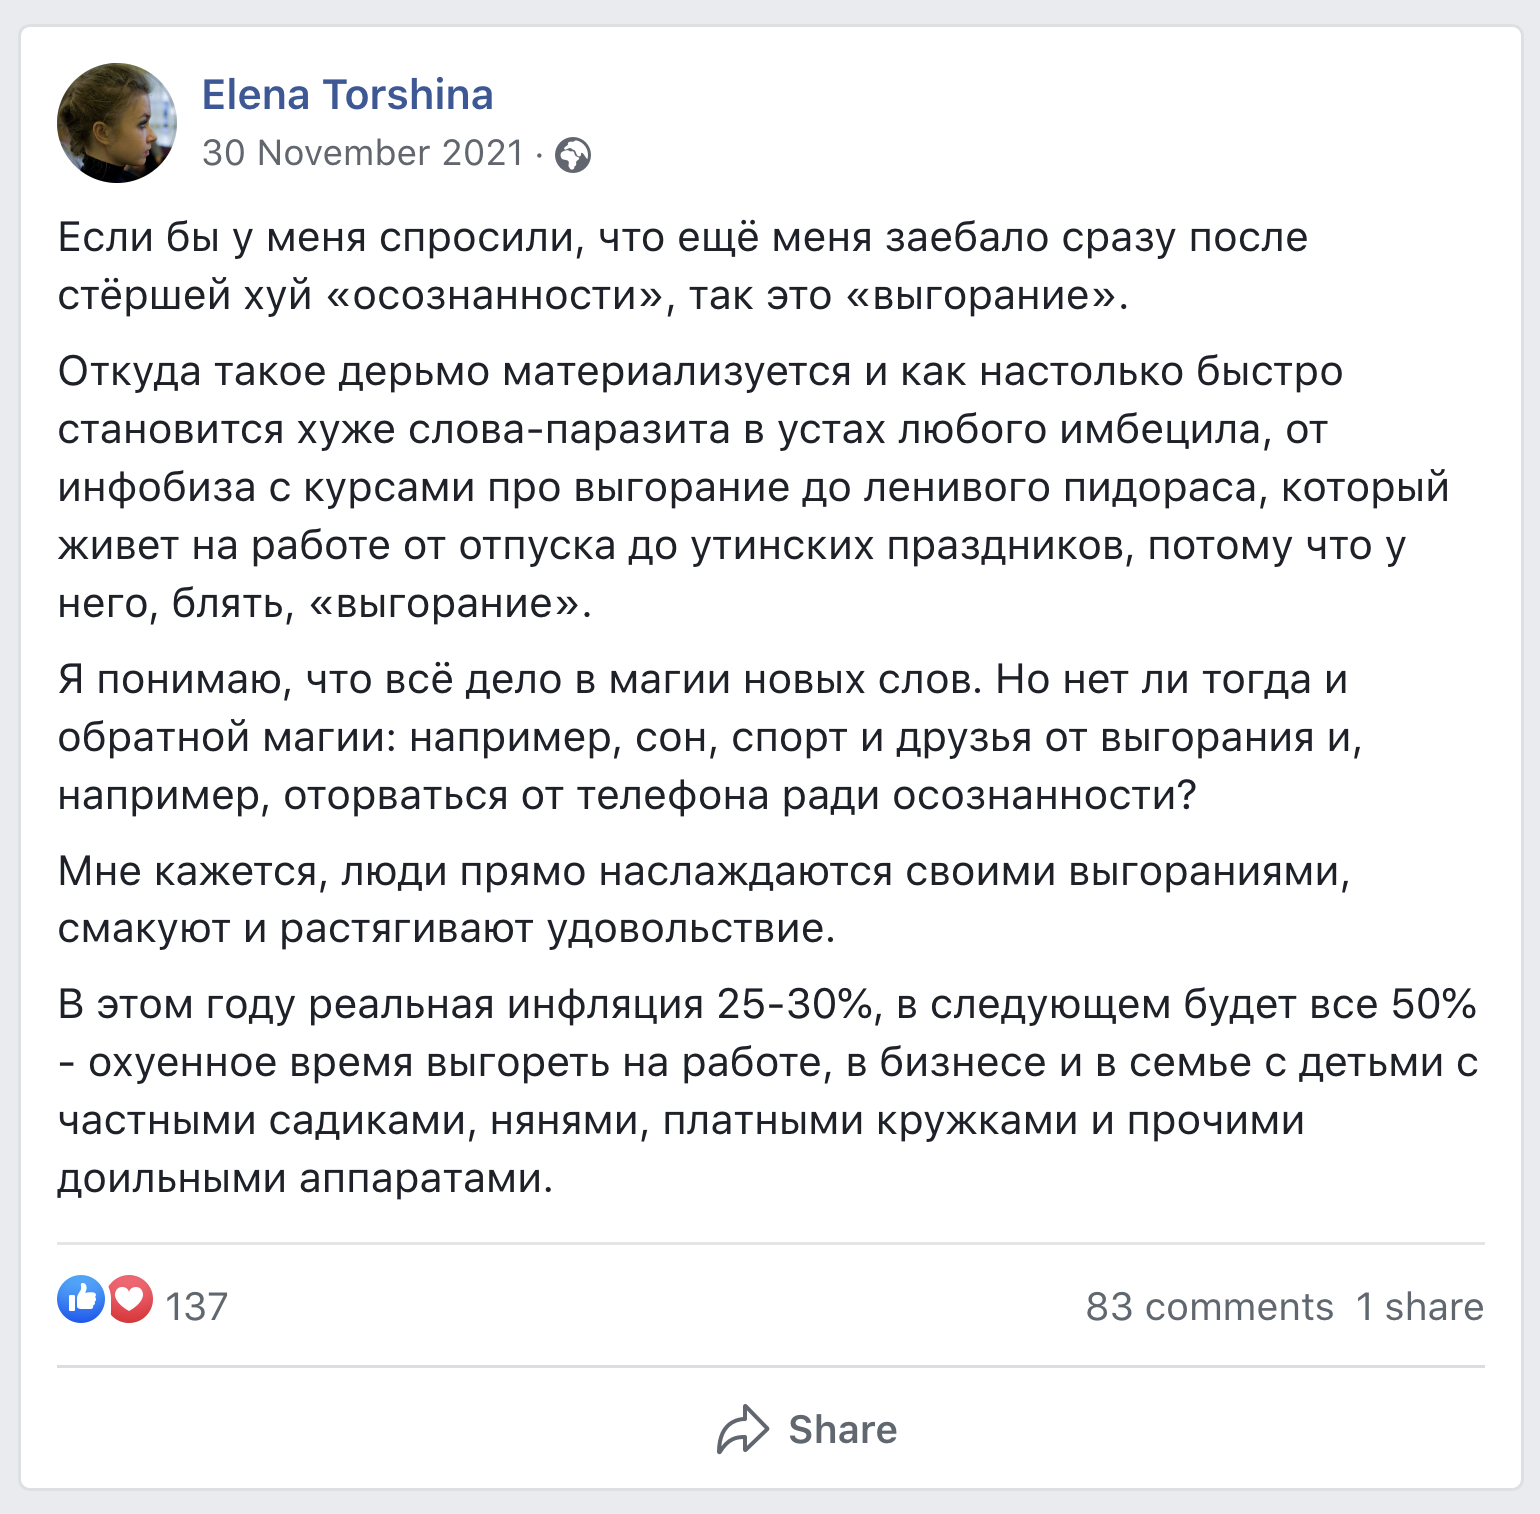 Elena Torshina
30 November 2021 ·
Если бы у меня спросили, что ещё меня заебало сразу после
стёршей хуй «осознанности», так это «выгорание».
Откуда такое дерьмо материализуется и как настолько быстро
становится хуже слова-паразита в устах любого имбецила, от
инфобиза с курсами про выгорание до ленивого пидораса, который
живет на работе от отпуска до утинских праздников, потому что у
него, блять, «выгорание».
Я понимаю, что всё дело в магии новых слов. Но нет ли тогда и
обратной магии: например, сон, спорт и друзья от выгорания и,
например, оторваться от телефона ради осознанности?
Мне кажется, люди прямо наслаждаются своими выгораниями,
смакуют и растягивают удовольствие.
В этом году реальная инфляция 25-30%, в следующем будет все 50%
- охуенное время выгореть на работе, в бизнесе и в семье с детьми с
частными садиками, нянями, платными кружками и прочими
доильными аппаратами.
137
83 comments 1 share
Share